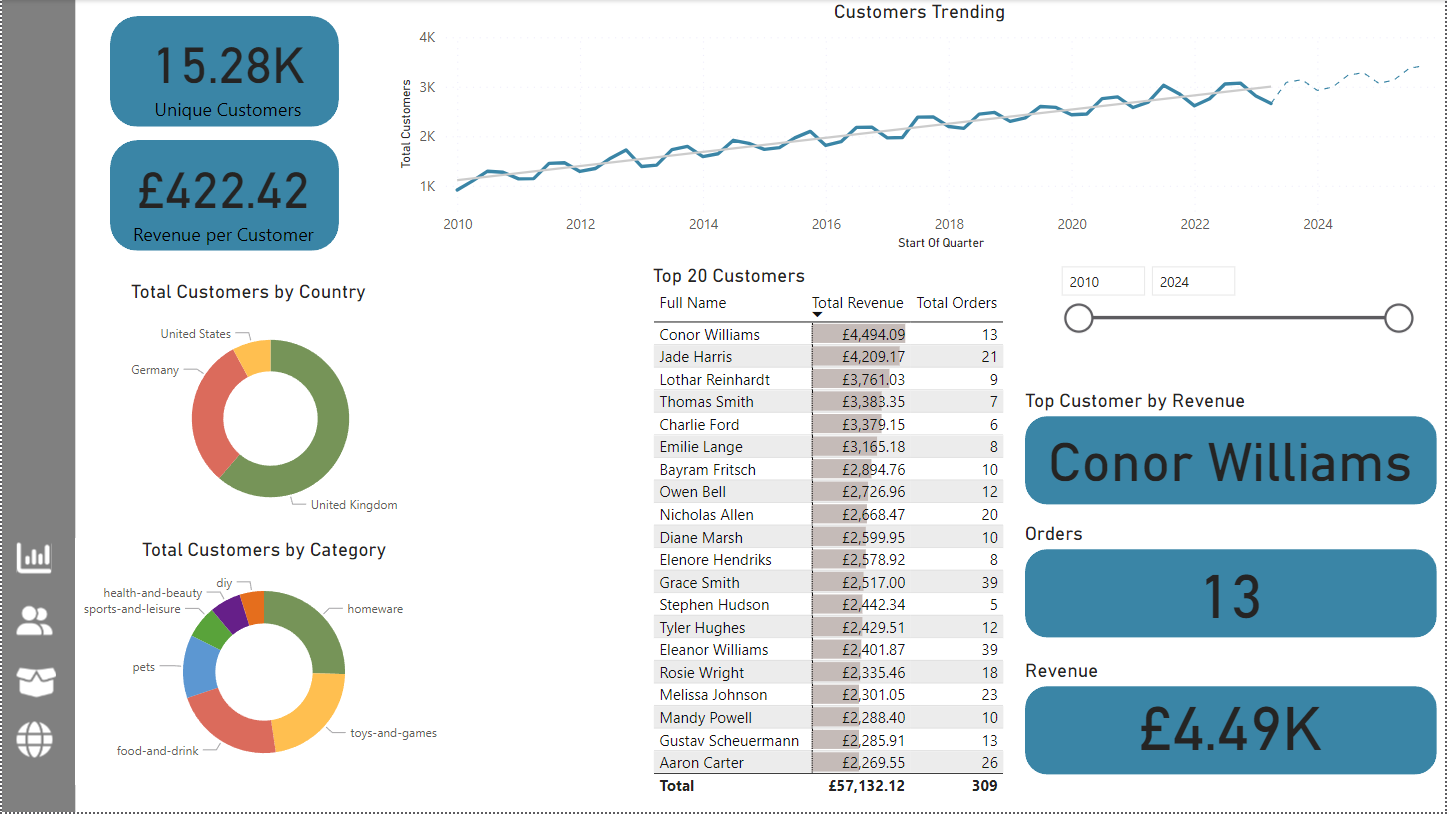 15.28K
Unique Customers
£422.42
Revenue per Customer
Customers Trending
4K
3K
2K
1K
Total Customers
2010 2012 2014 2016 2018 2020 2022 2024
Start Of Quarter
Total Customers by Country
United States
Germany
United Kingdom
Total Customers by Category
diy
health-and-beauty
sports-and-leisure
homeware
pets
toys-and-games
food-and-drink
Top 20 Customers
Full Name Total Revenue Total Orders
Conor Williams £4,494.09 13
Jade Harris £4,209.17 21
Lothar Reinhardt £3,761.03 9
Thomas Smith £3,383.35 7
Charlie Ford £3,379.15 6
Emilie Lange £3,165.18 8
Bayram Fritsch £2,894.76 10
Owen Bell £2,726.96 12
Nicholas Allen £2,668.47 20
Diane Marsh £2,599.95 10
Elenore Hendriks £2,578.92 8
Grace Smith £2,517.00 39
Stephen Hudson £2,442.34 5
Tyler Hughes £2,429.51 12
Eleanor Williams £2,401.87 39
Rosie Wright £2,335.46 18
Melissa Johnson £2,301.05 23
Mandy Powell £2,288.40 10
Gustav Scheuermann £2,285.91 13
Aaron Carter £2,269.55 26
Total £57,132.12 309
2010 2024
Top Customer by Revenue
Conor Williams
Orders
13
Revenue
£4.49K